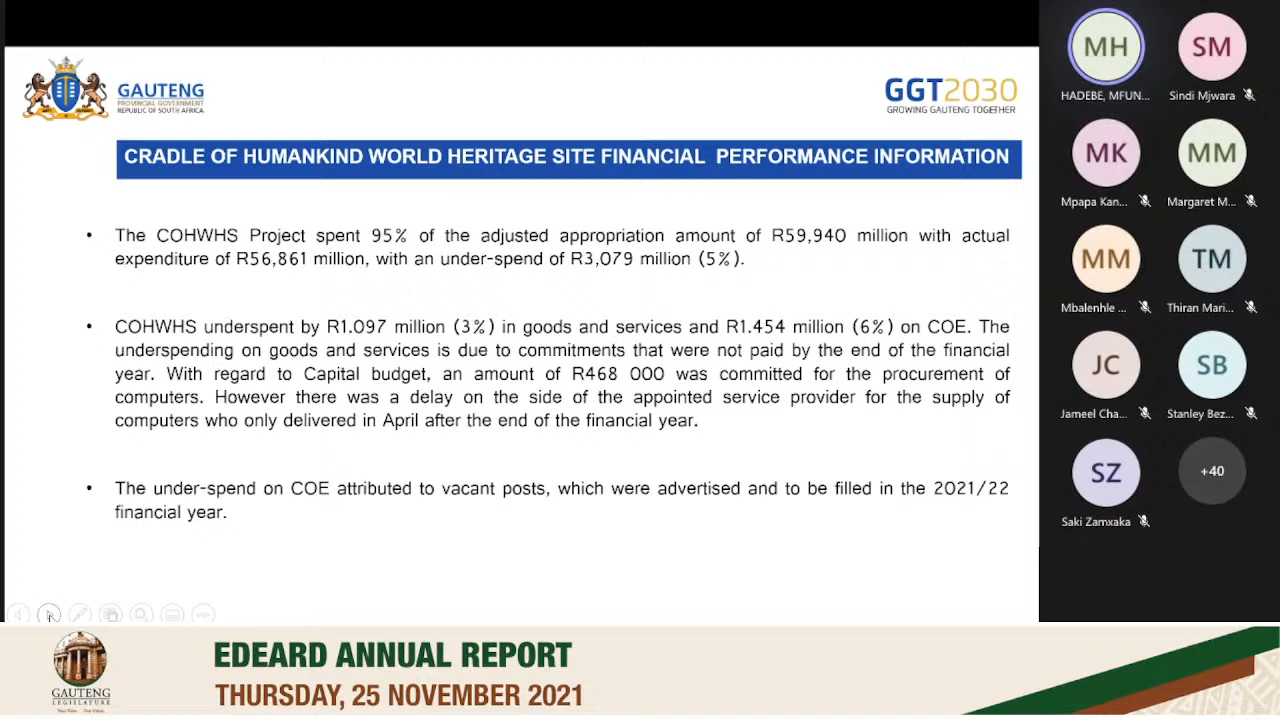 GAUTENG
PROVINCIAL GOVERNMENT
REPUBLIC OF SOUTH AFRICA
GGT2030
GROWING GAUTENG TOGETHER
CRADLE OF HUMANKIND WORLD HERITAGE SITE FINANCIAL PERFORMANCE INFORMATION
• The COHWHS Project spent 95% of the adjusted appropriation amount of R59,940 million with actual
expenditure of R56,861 million, with an under-spend of R3,079 million (5%).
• COHWHS underspent by R1.097 million (3%) in goods and services and R1.454 million (6%) on COE. The
underspending on goods and services is due to commitments that were not paid by the end of the financial
year. With regard to Capital budget, an amount of R468 000 was committed for the procurement of
computers. However there was a delay on the side of the appointed service provider for the supply of
computers who only delivered in April after the end of the financial year.
• The under-spend on COE attributed to vacant posts, which were advertised and to be filled in the 2021/22
financial year.
MH SM
HADEBE, MFUN... Sindi Mjwara
MK MM
Mpapa Kan... Margaret M...
MM TM
Mbalenhle ... Thiran Mari...
JC SB
Jameel Cha... Stanley Bez...
SZ +40
Saki Zamxaka
GAUTENG
LEGISLATURE
EDEARD ANNUAL REPORT
THURSDAY, 25 NOVEMBER 2021